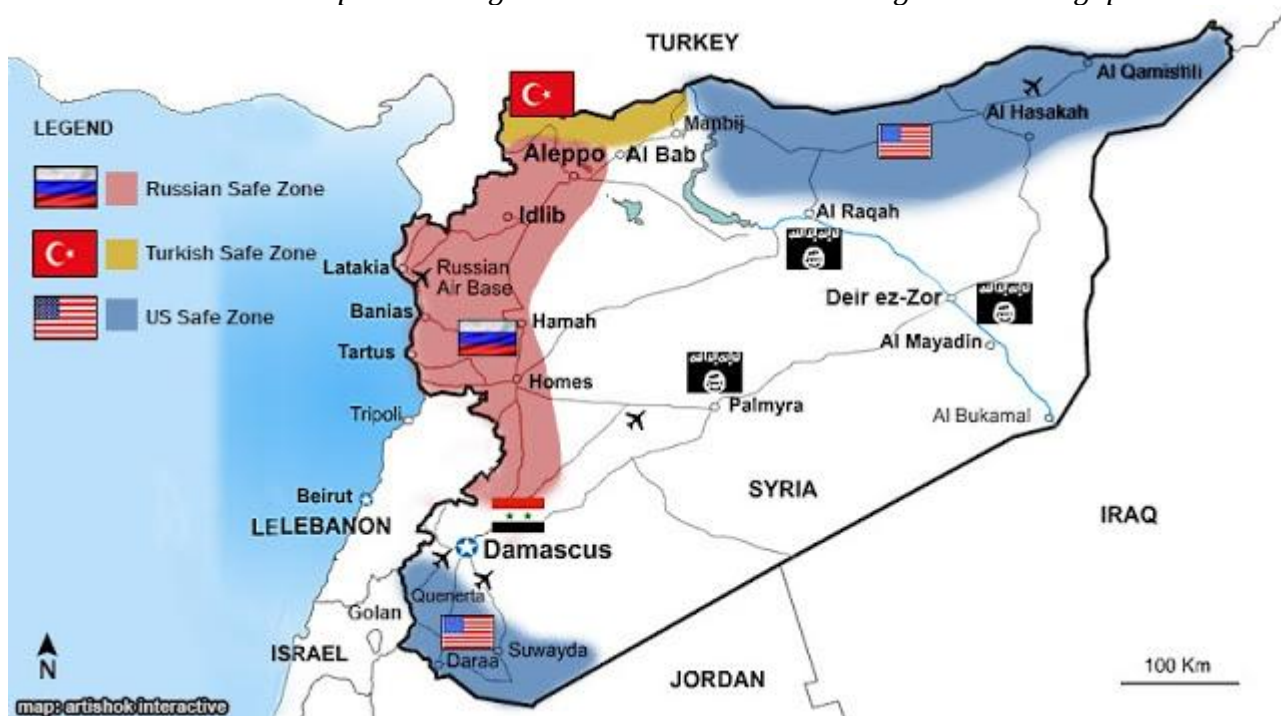 TURKEY
LEGEND
Russian Safe Zone
Turkish Safe Zone
US Safe Zone
Al Qamistili
Al Hasakah
Manbij
Aleppo
Al Bab
Idlib
Al Raqah
Latakia
Russian
Air Base
Deir ez-Zor
Banias
Hamah
Al Mayadin
Tartus
Homes
Palmyra
Tripoli
Al Bukamal
SYRIA
Beirut
LELEBANON
IRAQ
Damascus
Quenerta
Golan
ISRAEL
Suwayda
Daraa
JORDAN
N
100 Km
map: artishok interactive